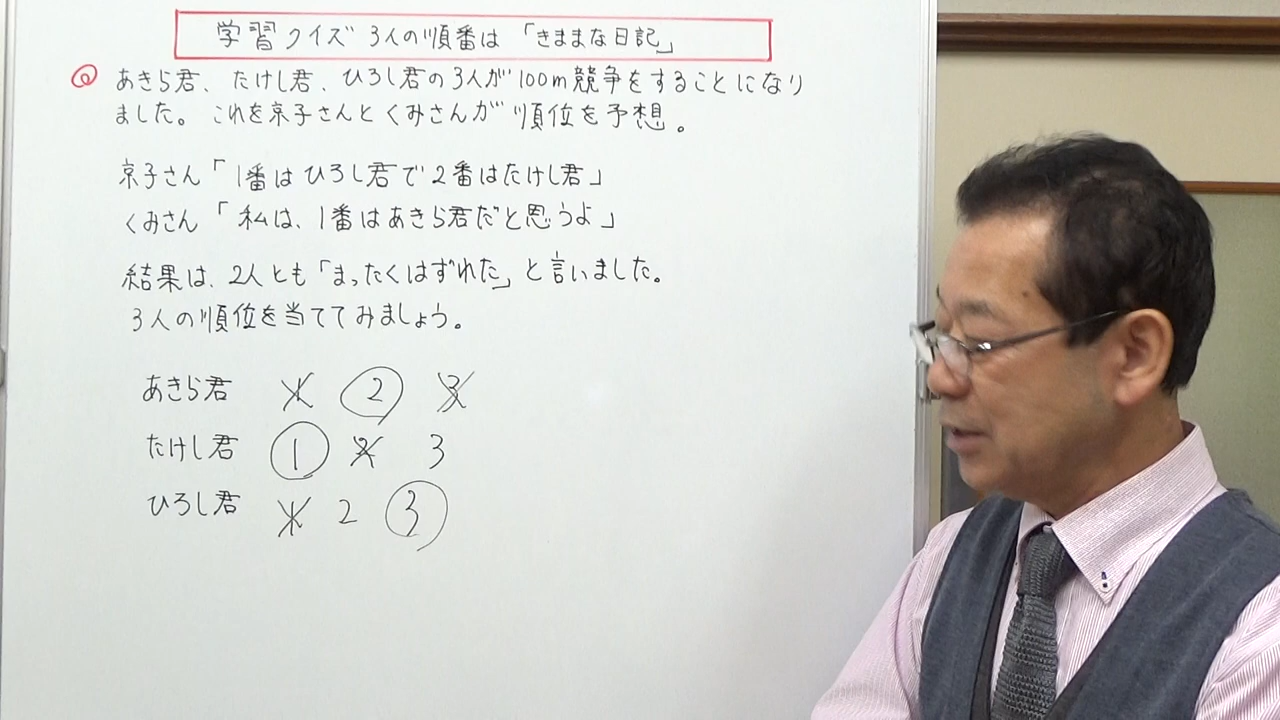 学習クイズ 3人の順番は 「きままな日記」
Q あきら君、たけし君、ひろし君の3人が100m競争をすることになり
ました。これを京子さんとくみさんが順位を予想。
京子さん「1番はひろし君で2番はたけし君」
くみさん「私は、1番はあきら君だと思うよ」
結果は、2人とも「まったくはずれた」と言いました。
3人の順位を当ててみましょう。
あきら君 1 2 3
たけし君 1 2 3
ひろし君 1 2 3